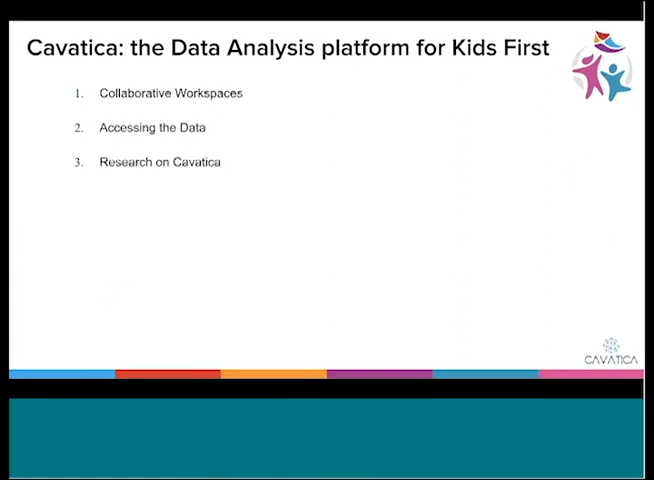 Cavatica: the Data Analysis platform for Kids First
1. Collaborative Workspaces
2. Accessing the Data
3. Research on Cavatica
CAVATICA